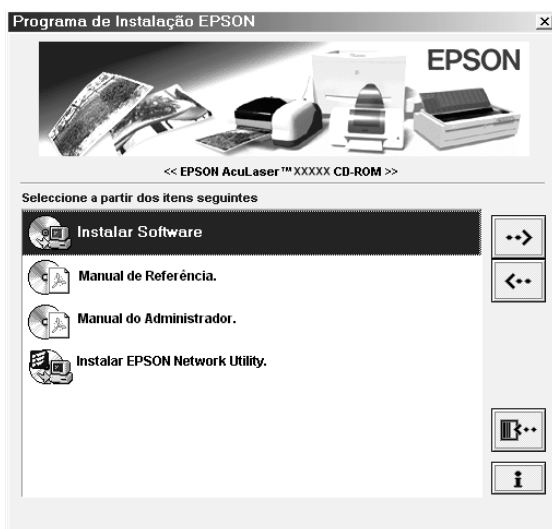 Programa de Instalação EPSON
EPSON
<< EPSON AcuLaser™ XXXXX CD-ROM >>
Seleccione a partir dos itens seguintes
Instalar Software
Manual de Referência.
Manual do Administrador.
Instalar EPSON Network Utility.